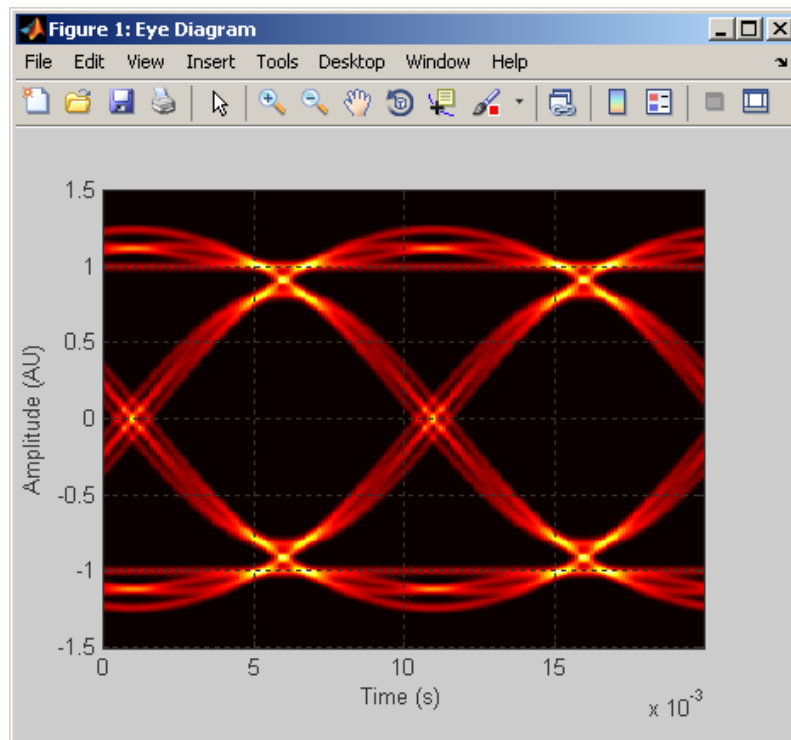 Figure 1: Eye Diagram
File Edit View Insert Tools Desktop Window Help
1.5
1
0.5
0
-0.5
-1
-1.5
Amplitude (AU)
0 5 10 15
Time (s)
x 10-3